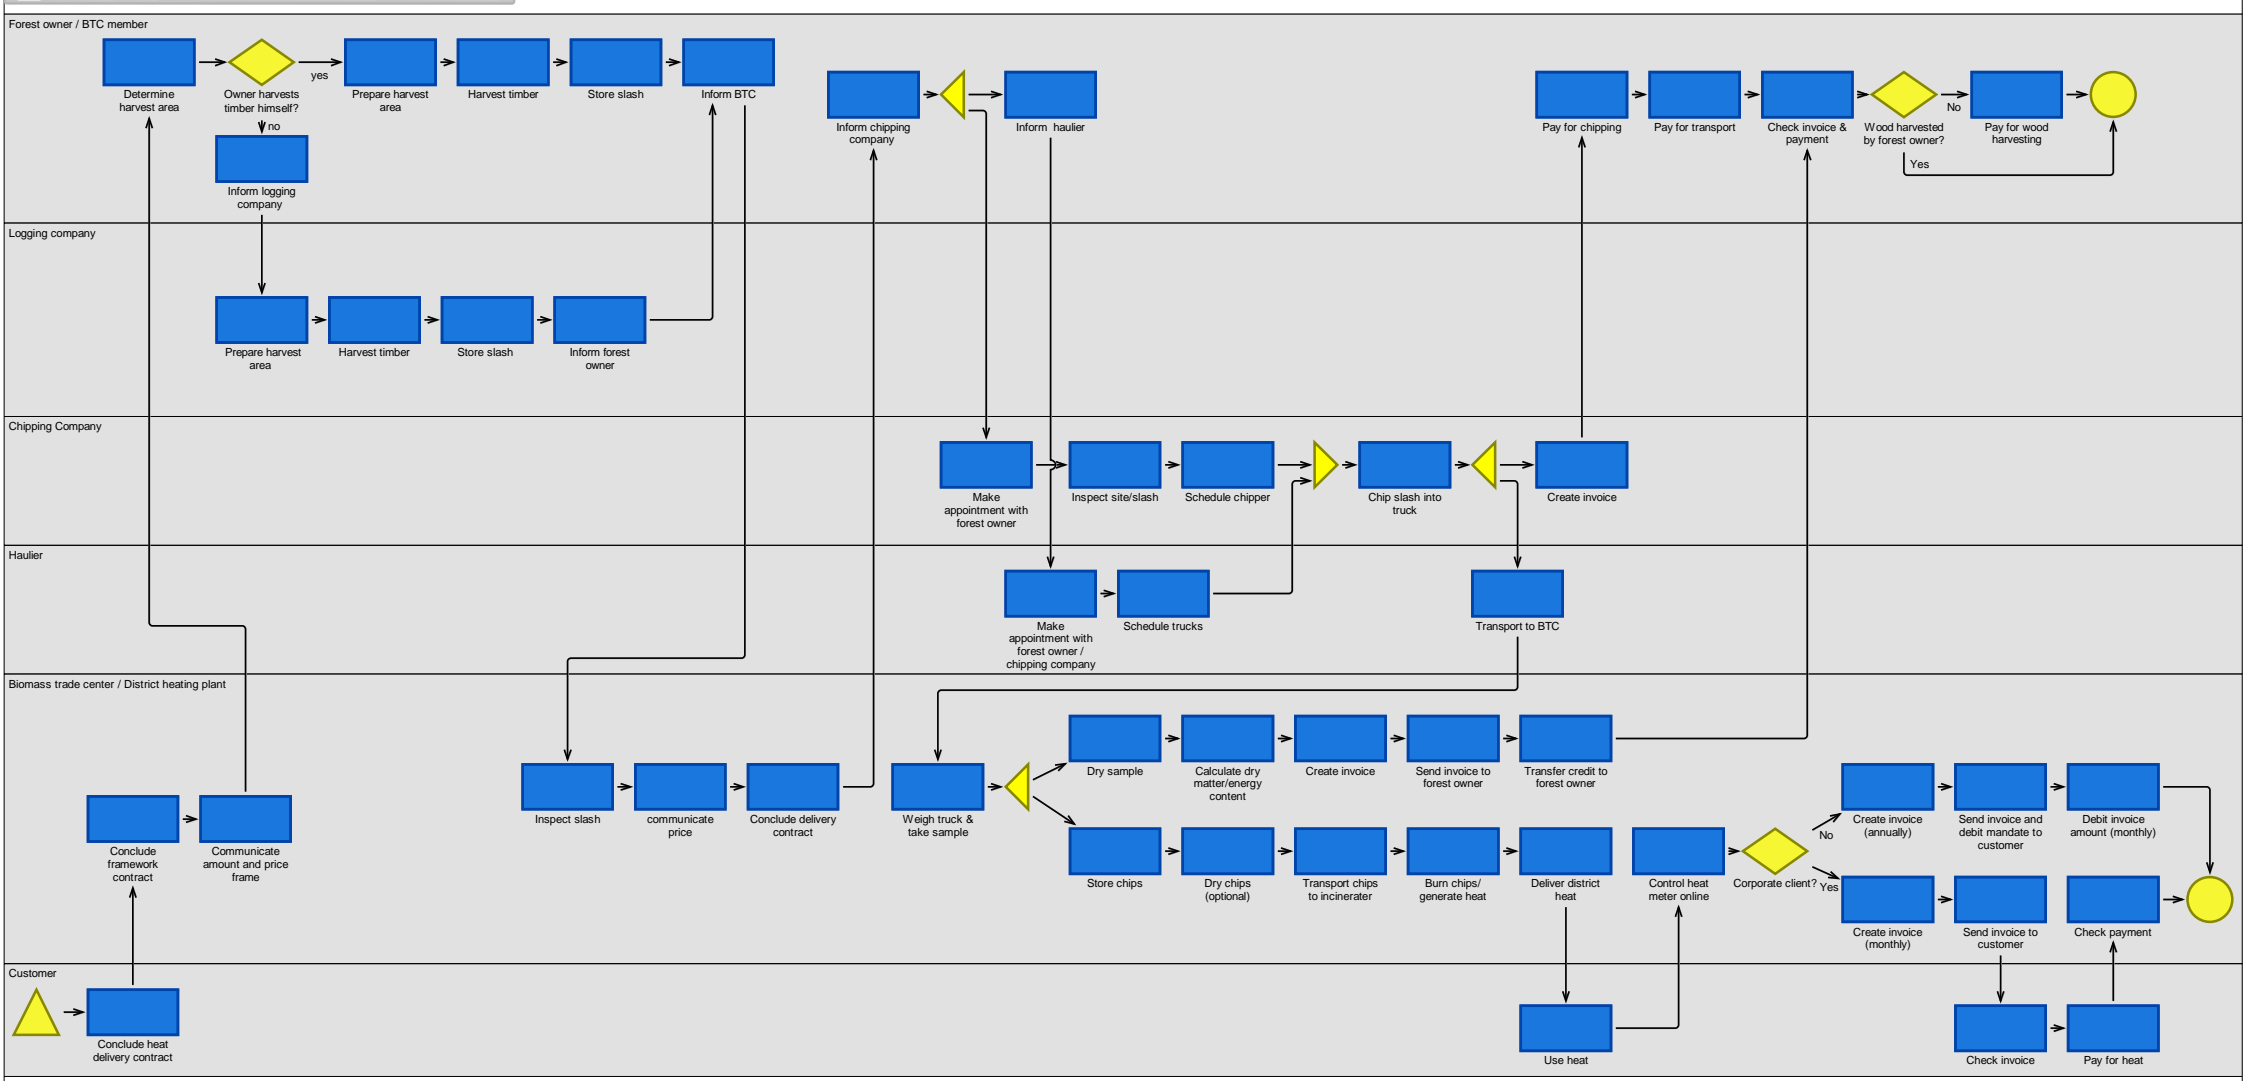 Forest owner / BTC member
Determine
harvest area
Owner harvests
timber himself?
yes
no
Prepare harvest
area
Harvest timber
Store slash
Inform BTC
Inform logging
company
Inform chipping
company
Inform  haulier
Pay for chipping
Pay for transport
Check invoice &
payment
Wood harvested
by forest owner?
No
Yes
Pay for wood
harvesting
Logging company
Prepare harvest
area
Harvest timber
Store slash
Inform forest
owner
Chipping Company
Make
appointment with
forest owner
Inspect site/slash
Schedule chipper
Chip slash into
truck
Create invoice
Haulier
Make
appointment with
forest owner /
chipping company
Schedule trucks
Transport to BTC
Biomass trade center / District heating plant
Conclude
framework
contract
Communicate
amount and price
frame
Inspect slash
communicate
price
Conclude delivery
contract
Weigh truck &
take sample
Dry sample
Calculate dry
matter/energy
content
Create invoice
Send invoice to
forest owner
Transfer credit to
forest owner
Store chips
Dry chips
(optional)
Transport chips
to incinerater
Burn chips/
generate heat
Deliver district
heat
Control heat
meter online
Corporate client?
No
Yes
Create invoice
(annually)
Send invoice and
debit mandate to
customer
Debit invoice
amount (monthly)
Create invoice
(monthly)
Send invoice to
customer
Check payment
Customer
Conclude heat
delivery contract
Use heat
Check invoice
Pay for heat